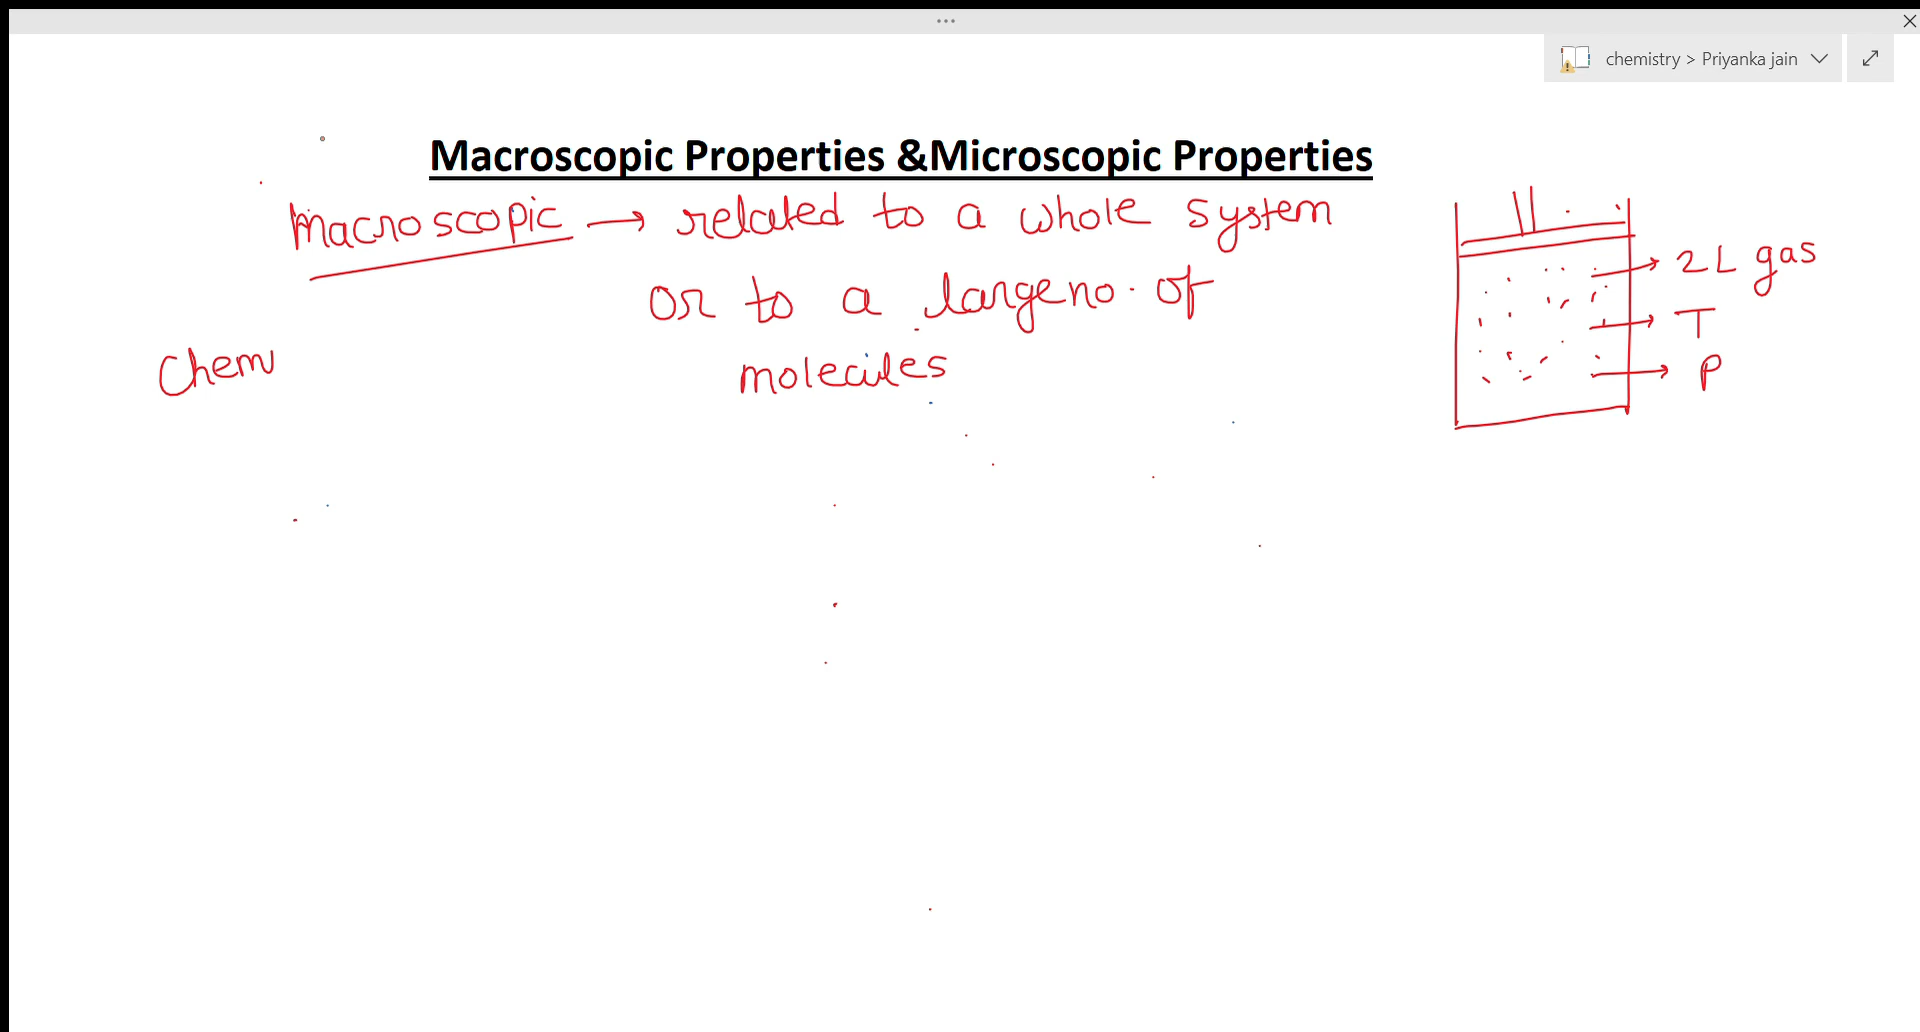 chemistry > Priyanka jain
Macroscopic Properties &Microscopic Properties
Macroscopic → related to a whole system
or to a large no. of
molecules
Chem
2L gas
T
P